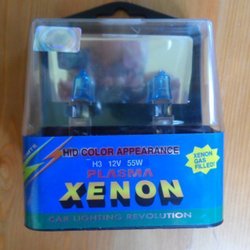 XENON
GAS
FILLED!
HID COLOR APPEARANCE
H3 12V 55W
PLASMA
XENON
CAR LIGHTING REVOLUTION